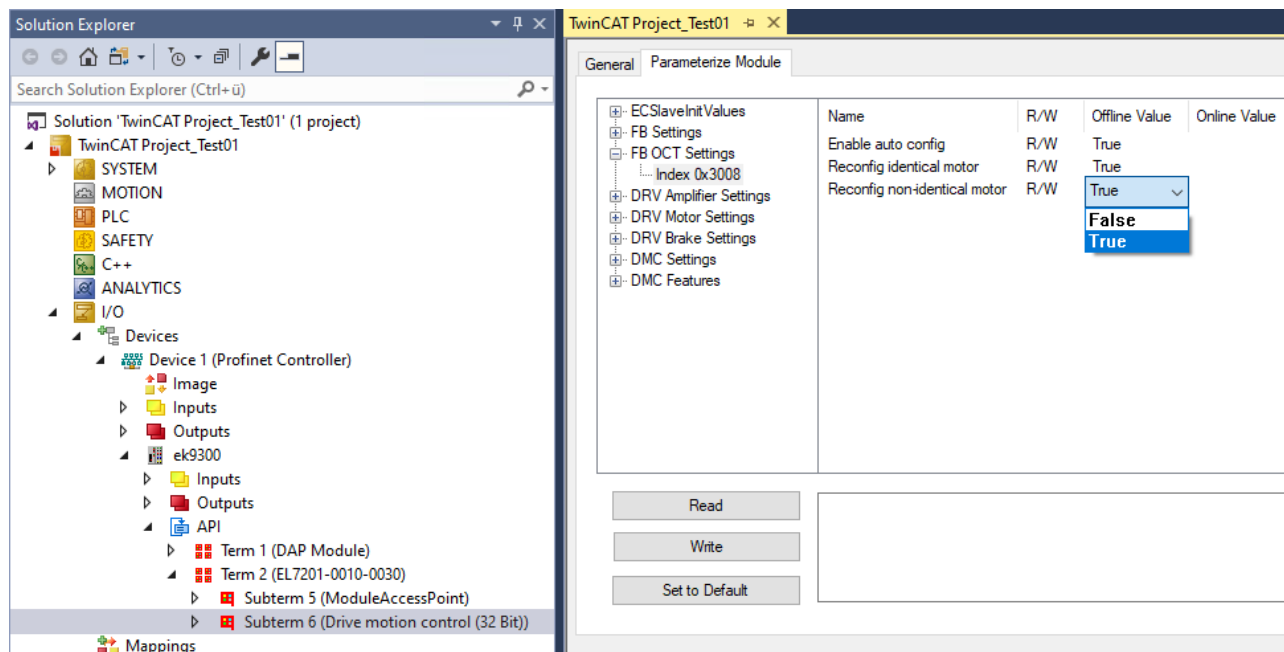 Solution Explorer
Search Solution Explorer (Ctrl+ü)
Solution 'TwinCAT Project_Test01' (1 project)
TwinCAT Project_Test01
SYSTEM
MOTION
PLC
SAFETY
C++
ANALYTICS
I/O
Devices
Device 1 (Profinet Controller)
Image
Inputs
Outputs
ek9300
Inputs
Outputs
API
Term 1 (DAP Module)
Term 2 (EL7201-0010-0030)
Subterm 5 (ModuleAccessPoint)
Subterm 6 (Drive motion control (32 Bit))
Mappings
TwinCAT Project_Test01
General Parameterize Module
ECSlaveInitValues
FB Settings
FB OCT Settings
Index 0x3008
DRV Amplifier Settings
DRV Motor Settings
DRV Brake Settings
DMC Settings
DMC Features
Name R/W Offline Value Online Value
Enable auto config R/W True
Reconfig identical motor R/W True
Reconfig non-identical motor R/W True
False
True
Read
Write
Set to Default